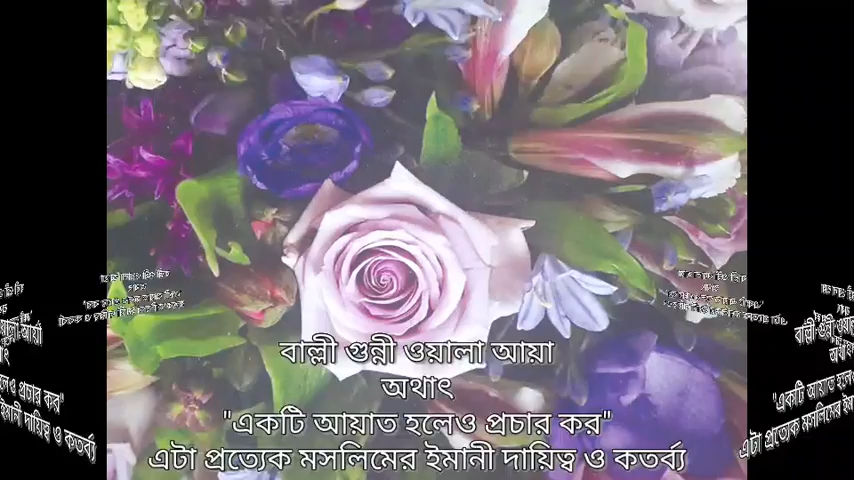 বাল্লী গুন্নী ওয়ালা আয়া
অর্থাৎ
"একটি আয়াত হলেও প্রচার কর"
এটা প্রত্যেক মসলিমের ইমানী দায়িত্ব ও কতর্ব্য